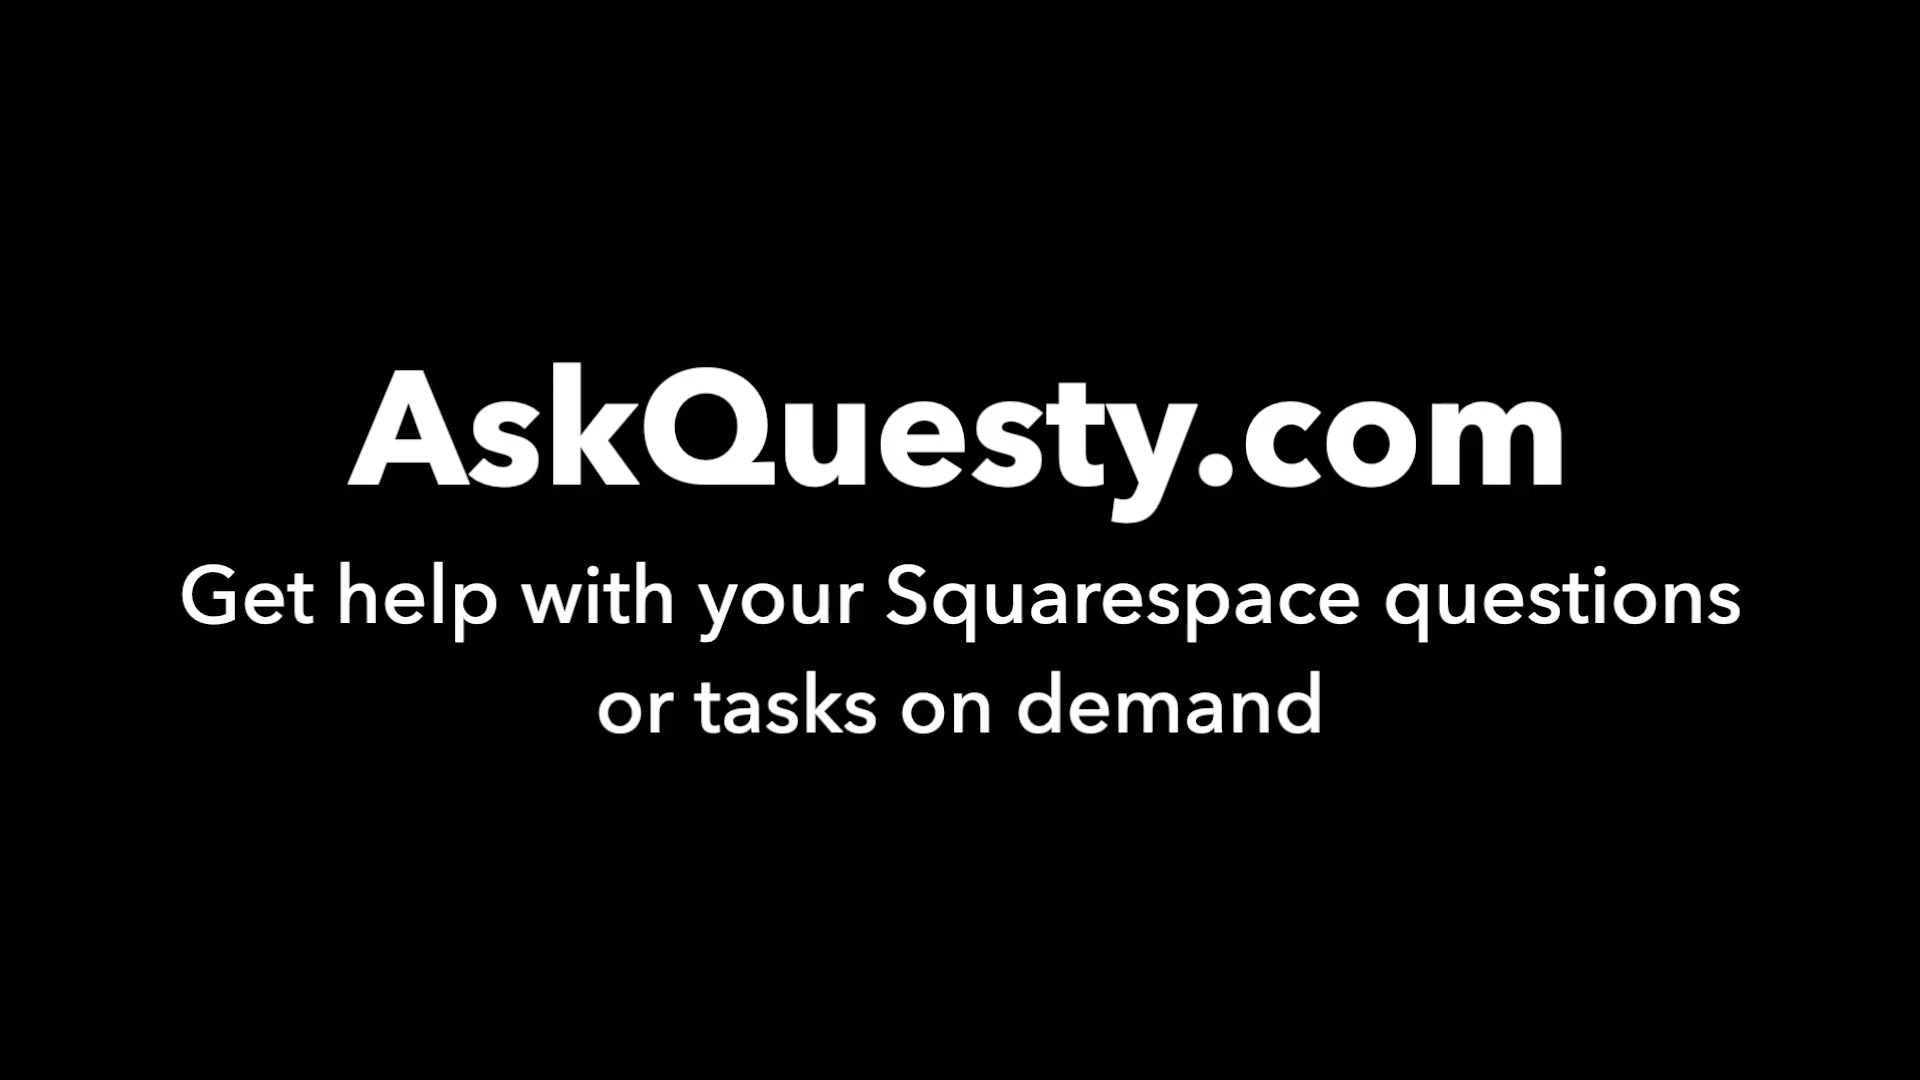 AskQuesty.com
Get help with your Squarespace questions
or tasks on demand